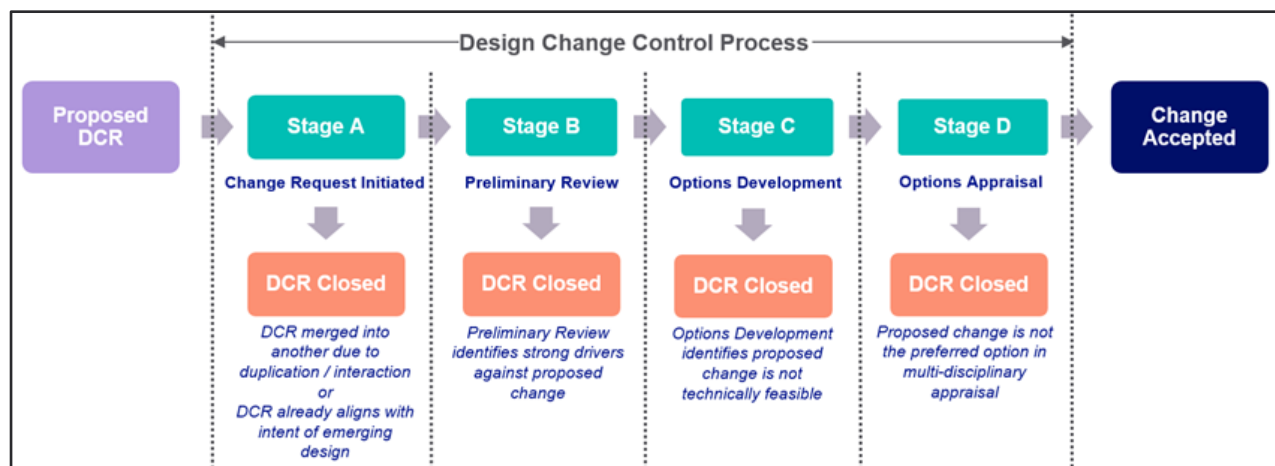 Design Change Control Process
Proposed
DCR
Stage A
Stage B
Stage C
Stage D
Change
Accepted
Change Request Initiated
Preliminary Review
Options Development
Options Appraisal
DCR Closed
DCR Closed
DCR Closed
DCR Closed
DCR merged into
another due to
duplication / interaction
or
DCR already aligns with
intent of emerging
design
Preliminary Review
identifies strong drivers
against proposed
change
Options Development
identifies proposed
change is not
technically feasible
Proposed change is not
the preferred option in
multi-disciplinary
appraisal